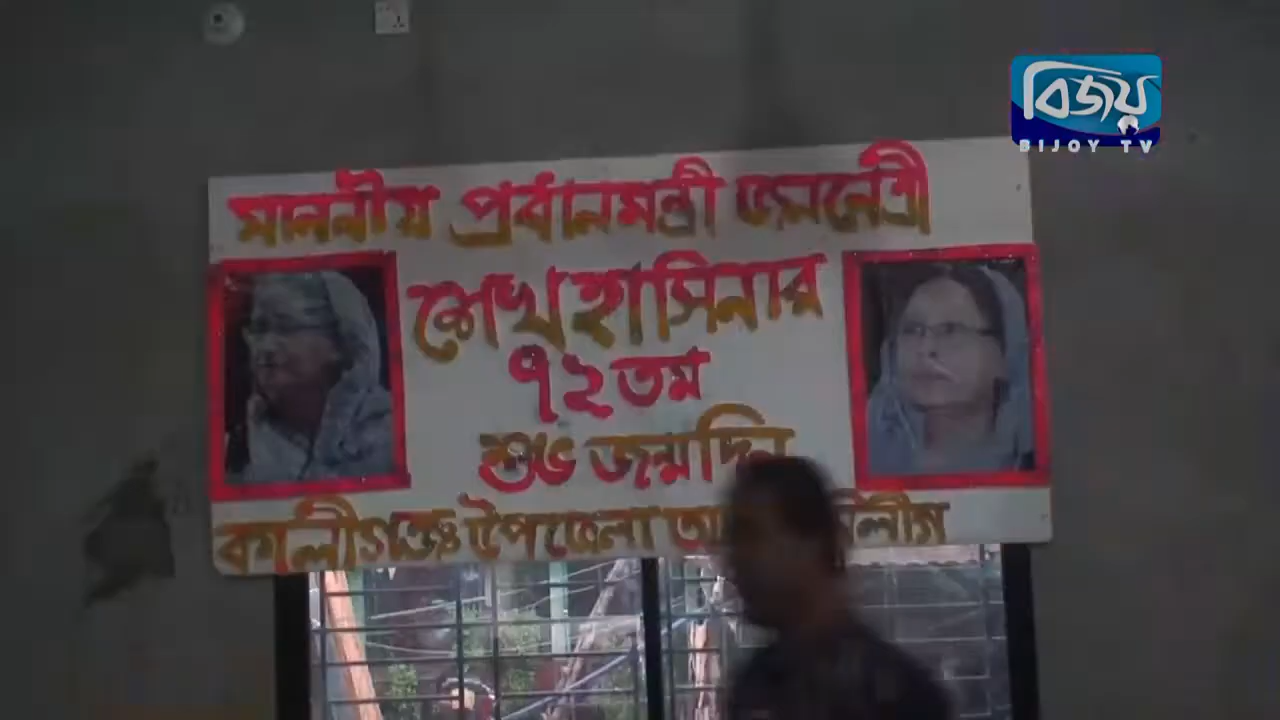 বিজয়
BIJOY TV
মাননীয় প্রধানমন্ত্রী জননেত্রী
শেখ হাসিনার
৭২তম
শুভ জন্মদিন
কালীগঞ্জ উপজেলা